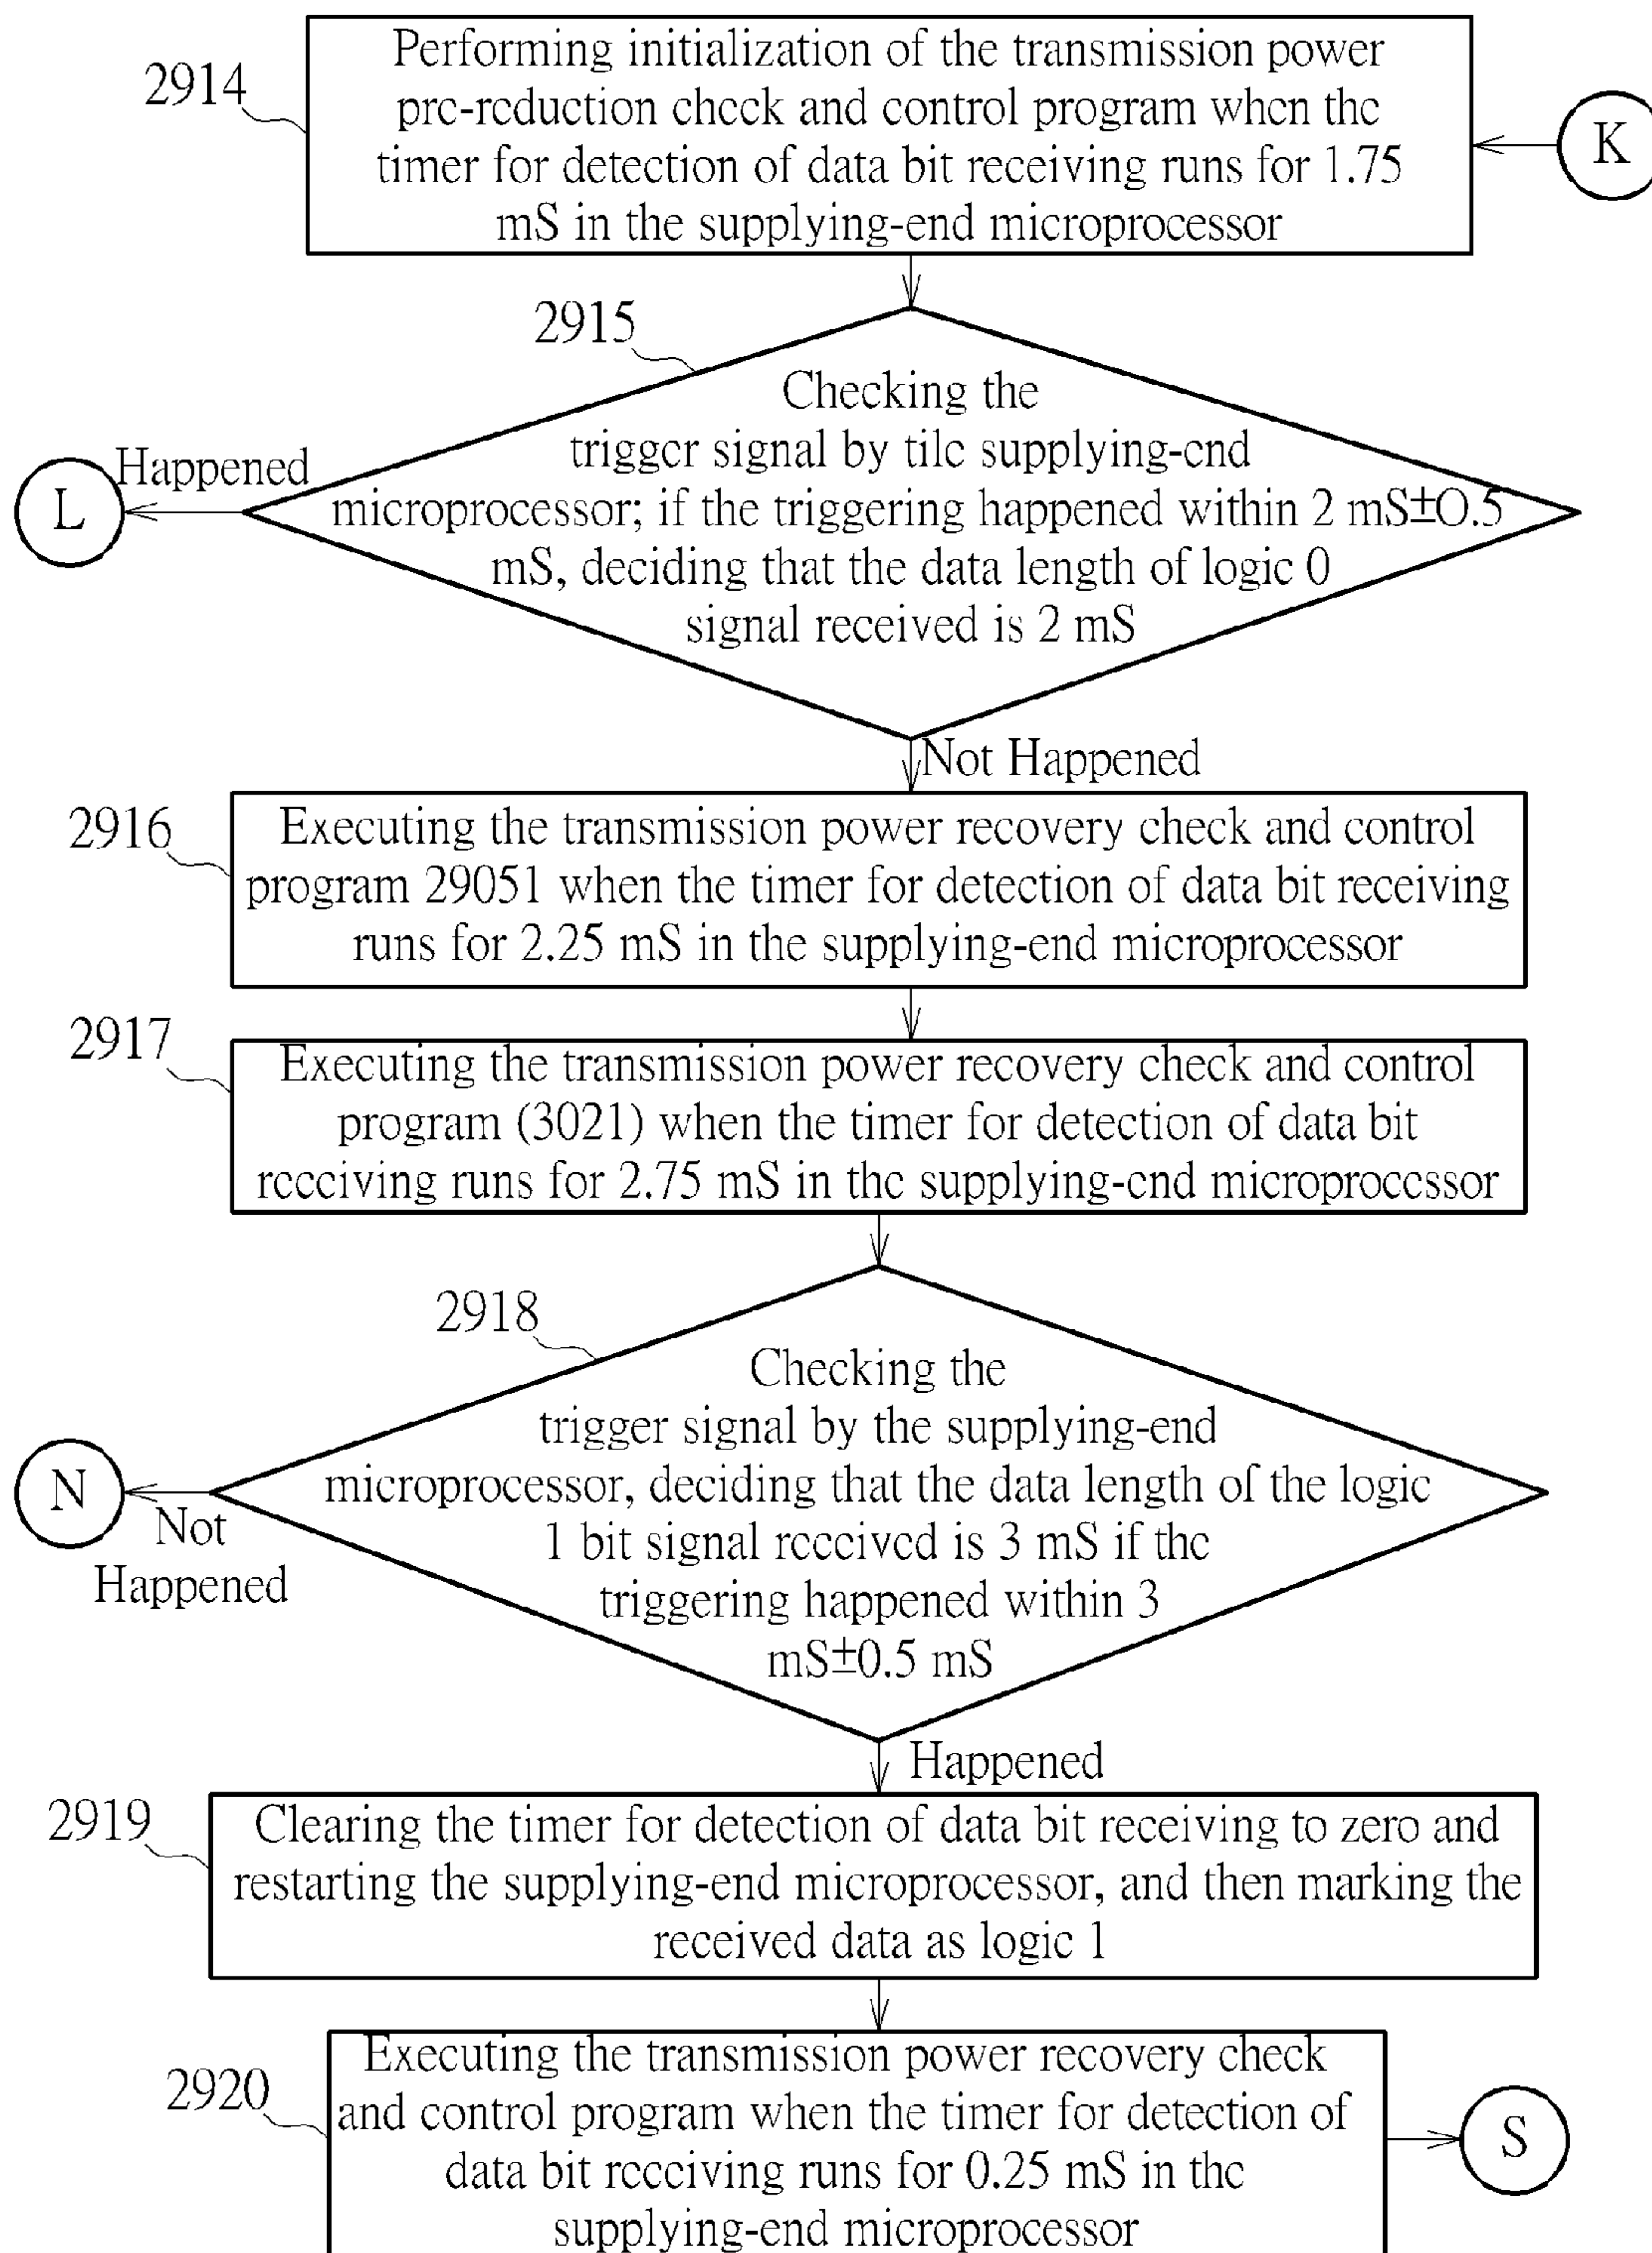 2914
Performing initialization of the transmission power
pre-reduction check and control program when the
timer for detection of data bit receiving runs for 1.75
mS in the supplying-end microprocessor
K
2915
Checking the
trigger signal by tile supplying-end
microprocessor; if the triggering happened within 2 mS±O.5
mS, deciding that the data length of logic 0
signal received is 2 mS
Happened
L
Not Happened
2916
Executing the transmission power recovery check and control
program 29051 when the timer for detection of data bit receiving
runs for 2.25 mS in the supplying-end microprocessor
2917
Executing the transmission power recovery check and control
program (3021) when the timer for detection of data bit
receiving runs for 2.75 mS in the supplying-end microprocessor
2918
Checking the
trigger signal by the supplying-end
microprocessor, deciding that the data length of the logic
1 bit signal received is 3 mS if the
triggering happened within 3
mS±0.5 mS
N
Not
Happened
Happened
2919
Clearing the timer for detection of data bit receiving to zero and
restarting the supplying-end microprocessor, and then marking the
received data as logic 1
2920
Executing the transmission power recovery check
and control program when the timer for detection of
data bit receiving runs for 0.25 mS in the
supplying-end microprocessor
S